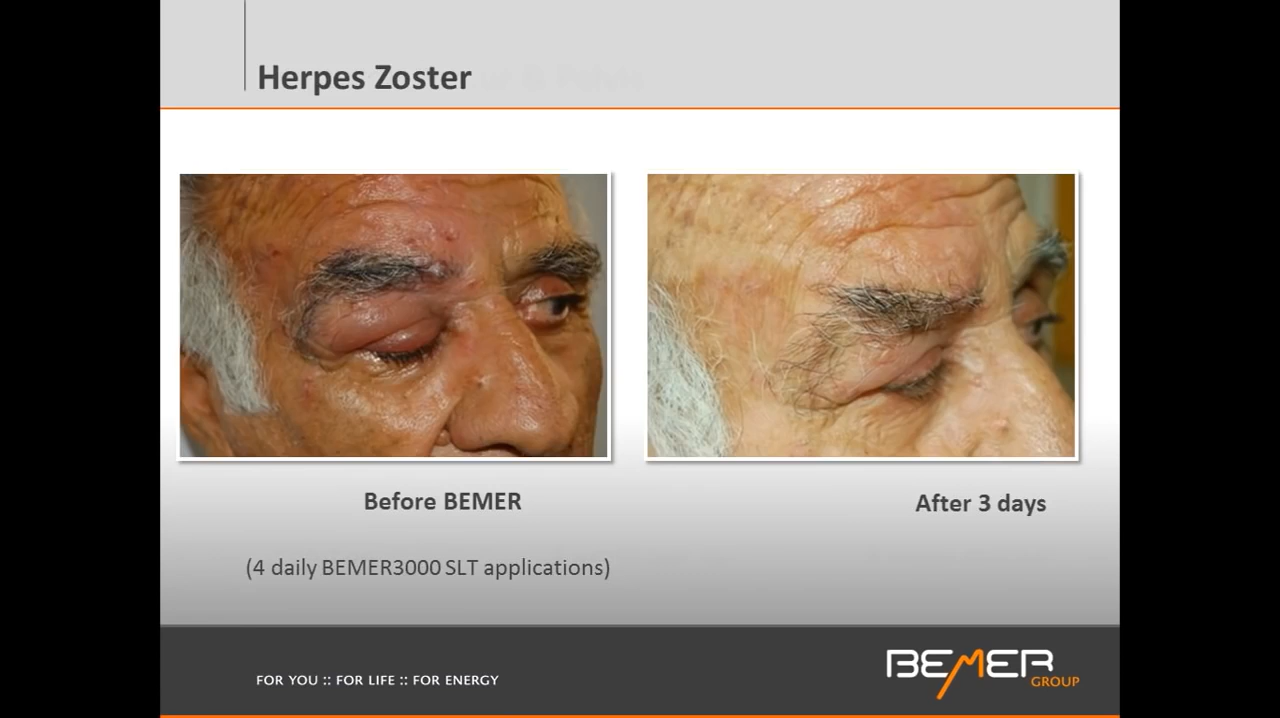 Herpes Zoster
Before BEMER
After 3 days
(4 daily BEMER3000 SLT applications)
FOR YOU :: FOR LIFE :: FOR ENERGY
BEMER
GROUP